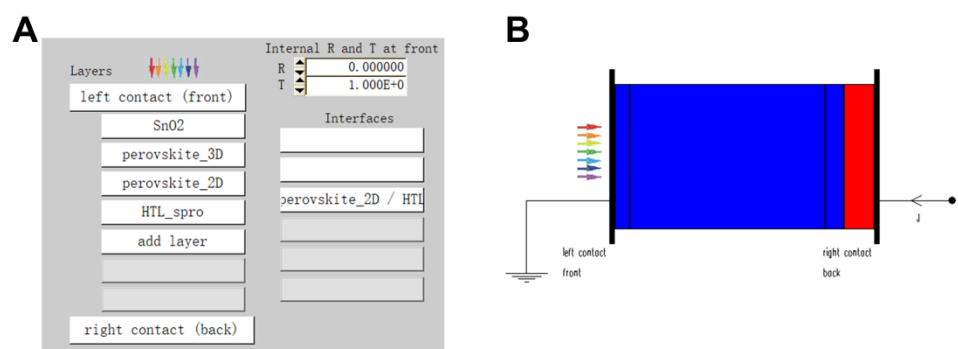 A
Internal R and T at front
R 0.000000
T 1.000E+0
Layers
left contact (front)
SnO2
perovskite_3D
perovskite_2D
HTL_spro
add layer
right contact (back)
Interfaces
perovskite_2D / HTL
B
left contact
front
right contact
back
J